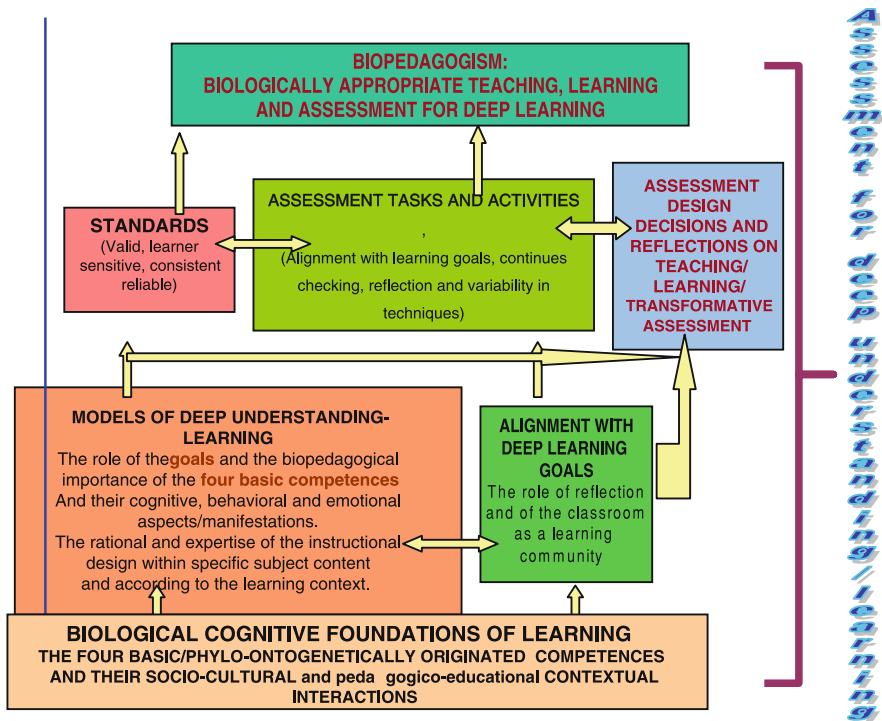 BIOPEDAGOGISM:
BIOLOGICALLY APPROPRIATE TEACHING, LEARNING
AND ASSESSMENT FOR DEEP LEARNING
STANDARDS
(Valid, learner
sensitive, consistent
reliable)
ASSESSMENT TASKS AND ACTIVITIES
,
(Alignment with learning goals, continues
checking, reflection and variability in
techniques)
ASSESSMENT
DESIGN
DECISIONS AND
REFLECTIONS ON
TEACHING/
LEARNING/
TRANSFORMATIVE
ASSESSMENT
MODELS OF DEEP UNDERSTANDING-
LEARNING
The role of thegoals and the biopedagogical
importance of the four basic competences
And their cognitive, behavioral and emotional
aspects/manifestations.
The rational and expertise of the instructional
design within specific subject content
and according to the learning context.
ALIGNMENT WITH
DEEP LEARNING
GOALS
The role of reflection
and of the classroom
as a learning
community
BIOLOGICAL COGNITIVE FOUNDATIONS OF LEARNING
THE FOUR BASIC/PHYLO-ONTOGENETICALLY ORIGINATED COMPETENCES
AND THEIR SOCIO-CULTURAL and peda gogico-educational CONTEXTUAL
INTERACTIONS
Assessment for deep understanding/learning